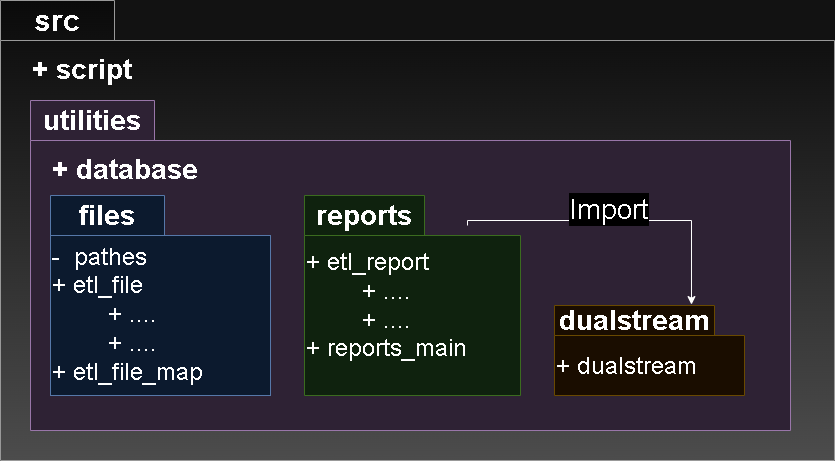 src
+ script
utilities
+ database
files
- pathes
+ etl_file
+ ....
+ ....
+ etl_file_map
reports
+ etl_report
+ ....
+ ....
+ reports_main
Import
dualstream
+ dualstream